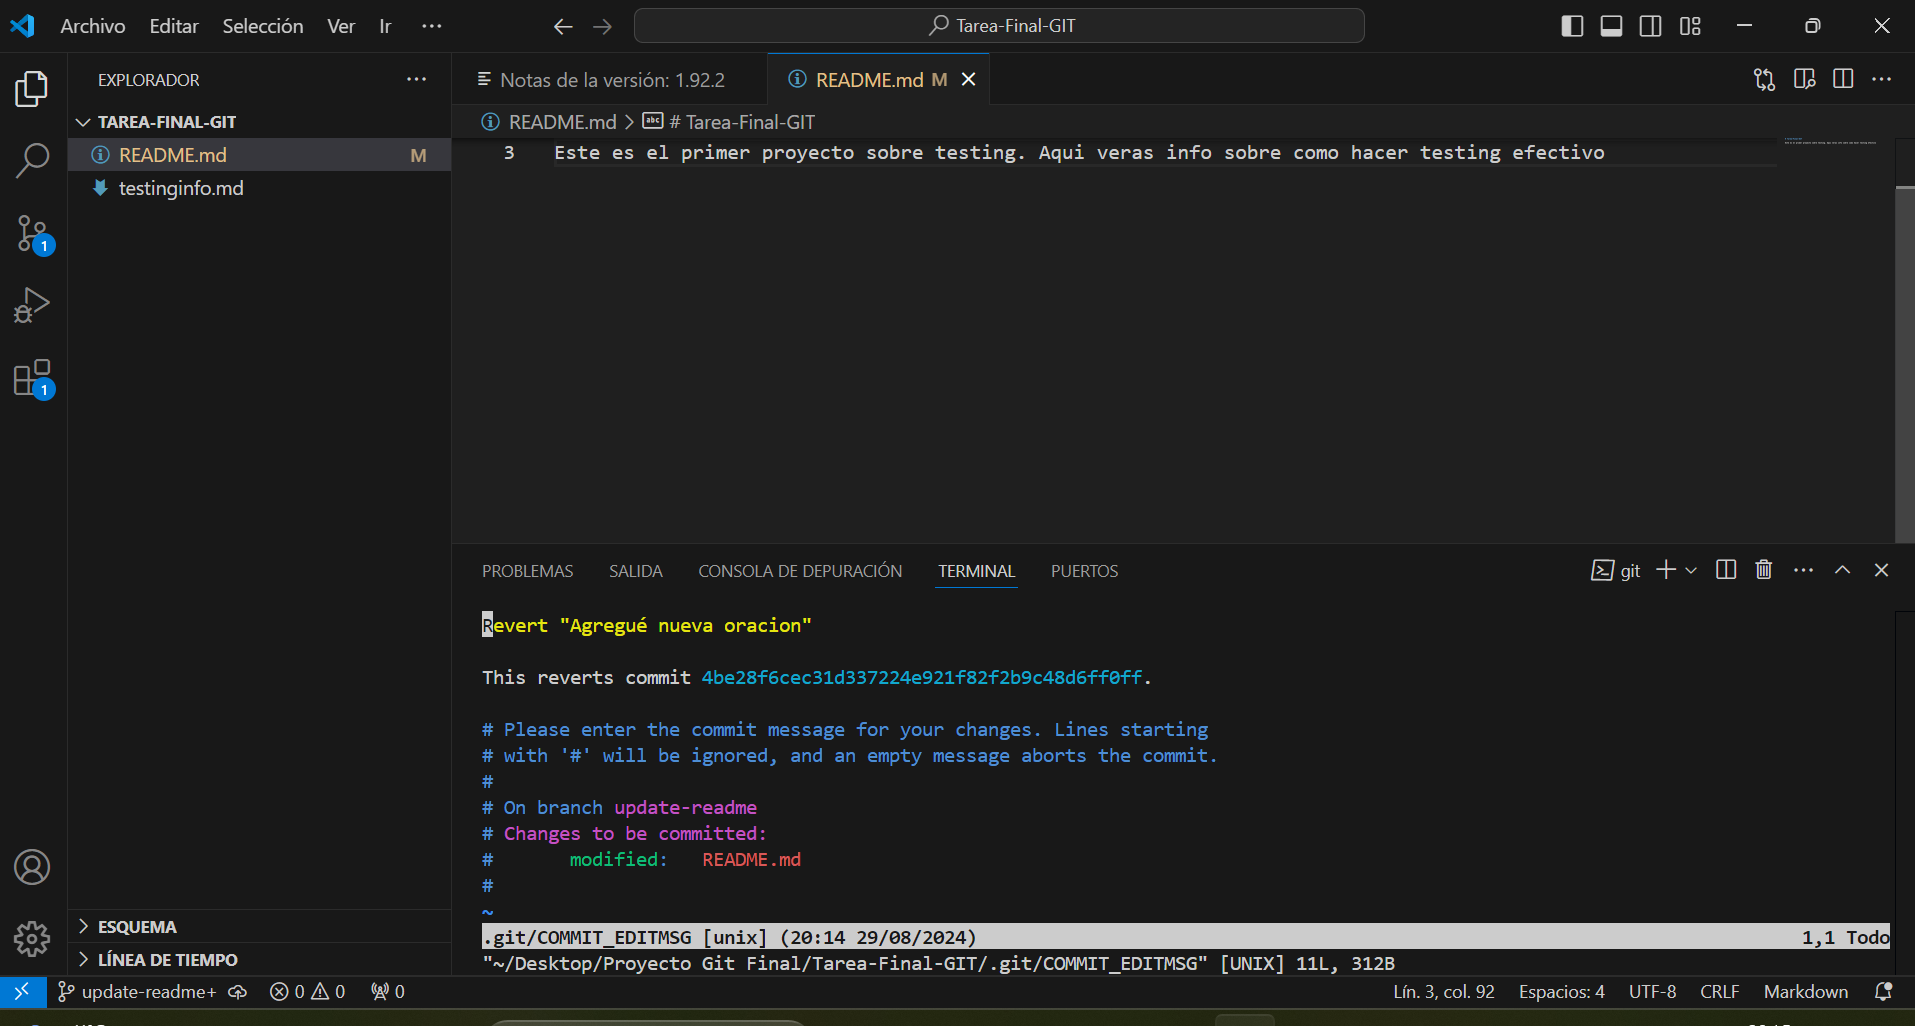 Archivo Editar Selección Ver Ir ··· Tarea-Final-GIT
EXPLORADOR ···
TAREA-FINAL-GIT
README.md M
testinginfo.md
1
1
ESQUEMA
LÍNEA DE TIEMPO
Notas de la versión: 1.92.2 README.md M
README.md > abc # Tarea-Final-GIT
3 Este es el primer proyecto sobre testing. Aqui veras info sobre como hacer testing efectivo
PROBLEMAS SALIDA CONSOLA DE DEPURACIÓN TERMINAL PUERTOS git
Revert "Agregué nueva oracion"
This reverts commit 4be28f6cec31d337224e921f82f2b9c48d6ff0ff.
# Please enter the commit message for your changes. Lines starting
# with '#' will be ignored, and an empty message aborts the commit.
#
# On branch update-readme
# Changes to be committed:
# modified: README.md
#
~
.git/COMMIT_EDITMSG [unix] (20:14 29/08/2024) 1,1 Todo
"~/Desktop/Proyecto Git Final/Tarea-Final-GIT/.git/COMMIT_EDITMSG" [UNIX] 11L, 312B
update-readme+ 0 0 0 Lín. 3, col. 92 Espacios: 4 UTF-8 CRLF Markdown